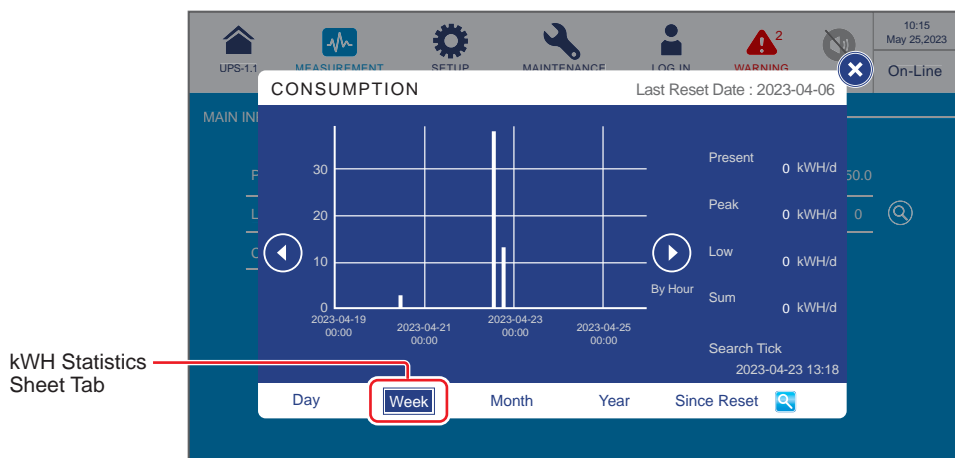 10:15
May 25,2023
2
UPS-1.1 MEASUREMENT SETUP MAINTENANCE LOG IN WARNING On-Line
CONSUMPTION Last Reset Date : 2023-04-06
MAIN IN
P 50.0
L 0
C
30
20
10
0
2023-04-19
00:00
2023-04-21
00:00
2023-04-23
00:00
2023-04-25
00:00
By Hour
Present 0 kWH/d
Peak 0 kWH/d
Low 0 kWH/d
Sum 0 kWH/d
Search Tick
2023-04-23 13:18
kWH Statistics
Sheet Tab
Day Week Month Year Since Reset